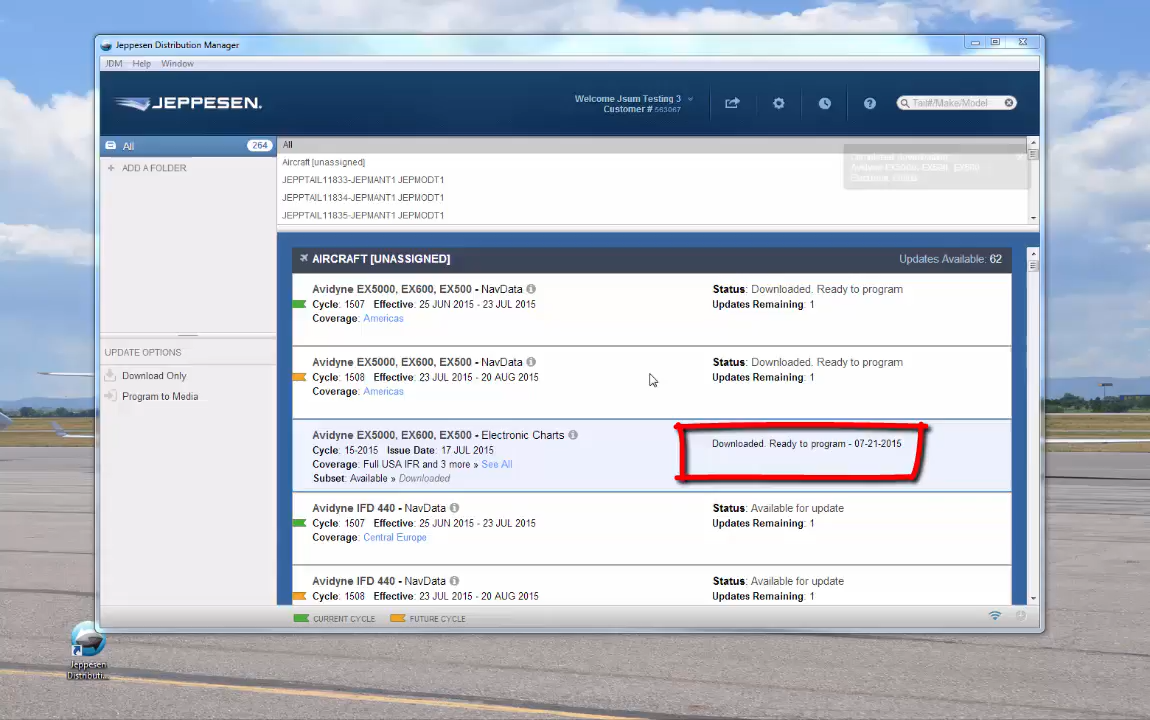 Jeppesen Distribution Manager
JDM Help Window
JEPPESEN.
Welcome Jsum Testing 3
Customer # 563067
Tail#/Make/Model
All 264
ADD A FOLDER
All
Aircraft [unassigned]
JEPPTAIL11833-JEPMANT1 JEPMODT1
JEPPTAIL11834-JEPMANT1 JEPMODT1
JEPPTAIL11835-JEPMANT1 JEPMODT1
UPDATE OPTIONS
Download Only
Program to Media
AIRCRAFT [UNASSIGNED] Updates Available: 62
Avidyne EX5000, EX600, EX500 - NavData
Cycle: 1507 Effective: 25 JUN 2015 - 23 JUL 2015
Coverage: Americas
Status: Downloaded. Ready to program
Updates Remaining: 1
Avidyne EX5000, EX600, EX500 - NavData
Cycle: 1508 Effective: 23 JUL 2015 - 20 AUG 2015
Coverage: Americas
Status: Downloaded. Ready to program
Updates Remaining: 1
Avidyne EX5000, EX600, EX500 - Electronic Charts
Cycle: 15-2015 Issue Date: 17 JUL 2015
Coverage: Full USA IFR and 3 more » See All
Subset: Available » Downloaded
Downloaded. Ready to program - 07-21-2015
Avidyne IFD 440 - NavData
Cycle: 1507 Effective: 25 JUN 2015 - 23 JUL 2015
Coverage: Central Europe
Status: Available for update
Updates Remaining: 1
Avidyne IFD 440 - NavData
Cycle: 1508 Effective: 23 JUL 2015 - 20 AUG 2015
Status: Available for update
Updates Remaining: 1
CURRENT CYCLE FUTURE CYCLE
Jeppesen
Distributi...